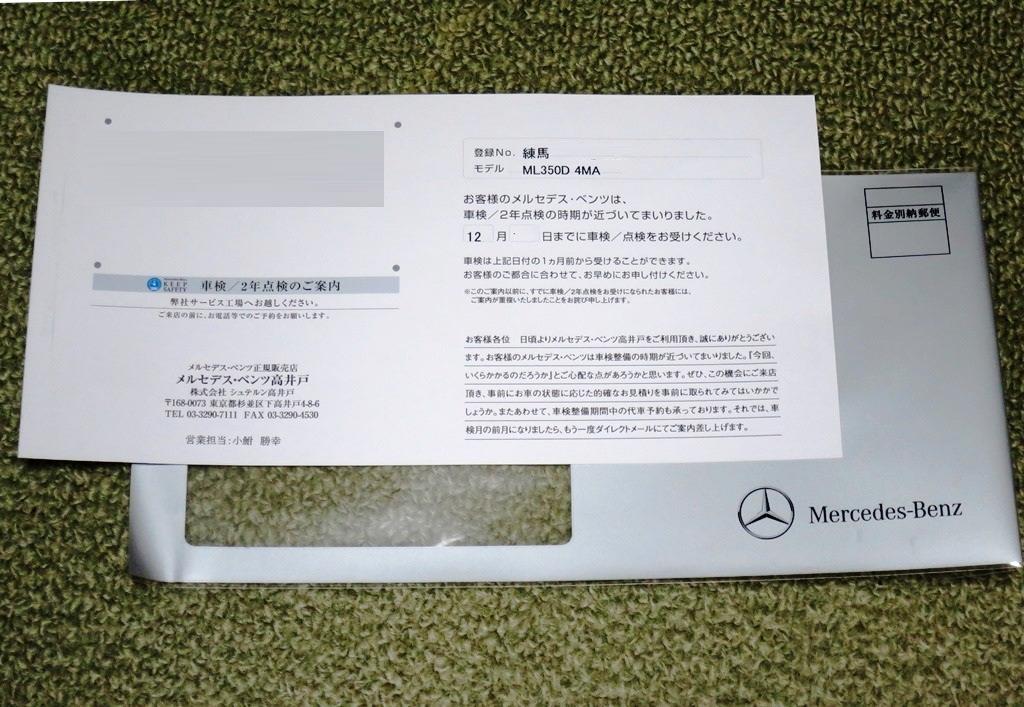 登録No. 練馬
モデル ML350D 4MA
お客様のメルセデス・ベンツは、
車検／2年点検の時期が近づいてまいりました。
12 月 日までに車検／点検をお受けください。
車検は上記日付の1ヵ月前から受けることができます。
お客様のご都合に合わせて、お早めにお申し付けください。
※このご案内以前に、すでに車検／2年点検をお受けになられたお客様には、
ご案内が重複いたしましたことをお詫び申し上げます。
お客様各位 日頃よりメルセデス・ベンツ高井戸をご利用頂き、誠にありがとうござい
ます。お客様のメルセデス・ベンツは車検整備の時期が近づいてまいりました。『今回、
いくらかかるのだろうか』とご心配な点があろうかと思います。ぜひ、この機会にご来店
頂き、事前にお車の状態に応じた的確なお見積りを事前に取られてみてはいかがで
しょうか。またあわせて、車検整備期間中の代車予約も承っております。それでは、車
検月の前月になりましたら、もう一度ダイレクトメールにてご案内差し上げます。
KEEP
SAFETY
車検／2年点検のご案内
弊社サービス工場へお越しください。
ご来店の前に、お電話等でのご予約をお願いします。
メルセデス・ベンツ正規販売店
メルセデス・ベンツ高井戸
株式会社 シュテルン高井戸
〒168-0073 東京都杉並区下高井戸4-8-6
TEL 03-3290-7111 FAX 03-3290-4530
営業担当:小鮒 勝幸
料金別納郵便
Mercedes-Benz